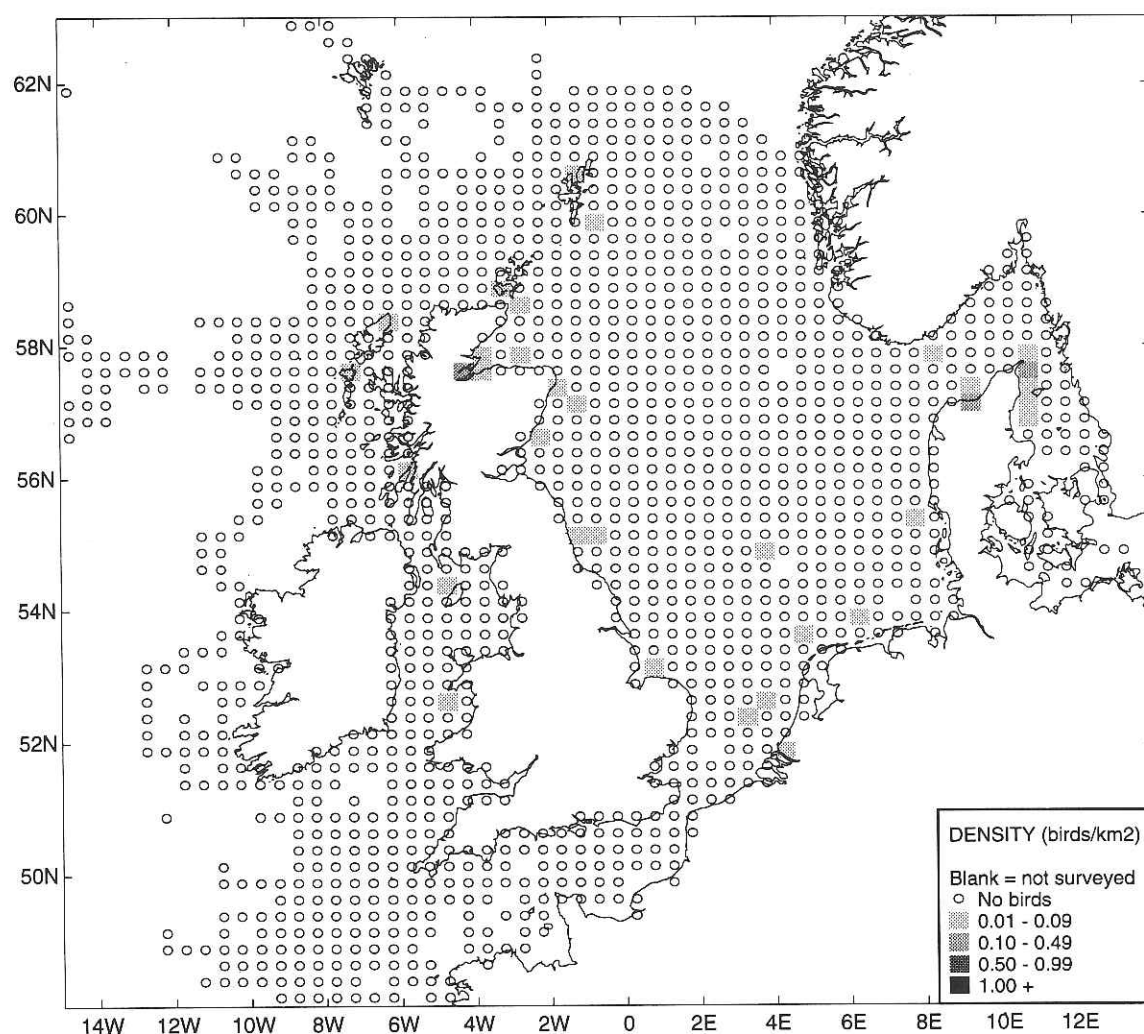 62N
60N
58N
56N
54N
52N
50N
14W 12W 10W 8W 6W 4W 2W 0 2E 4E 6E 8E 10E 12E
DENSITY (birds/km2)
Blank = not surveyed
No birds
0.01 - 0.09
0.10 - 0.49
0.50 - 0.99
1.00 +